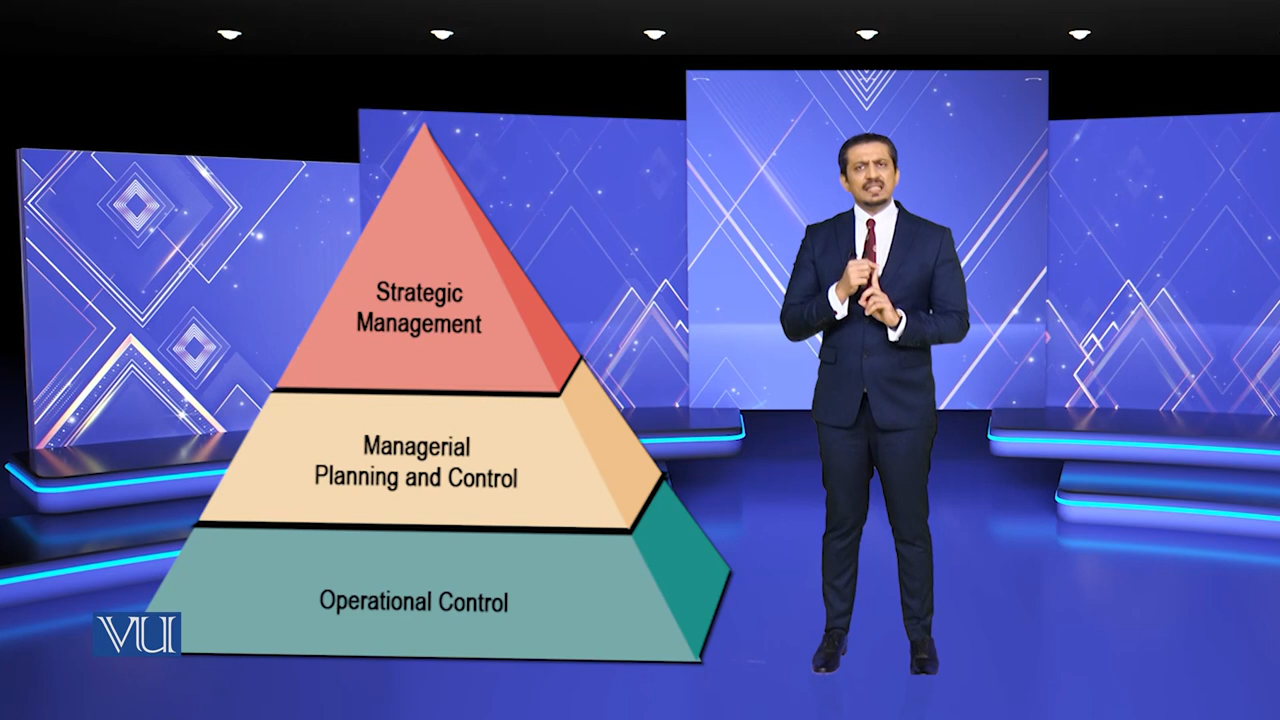 Strategic
Management
Managerial
Planning and Control
Operational Control
VU